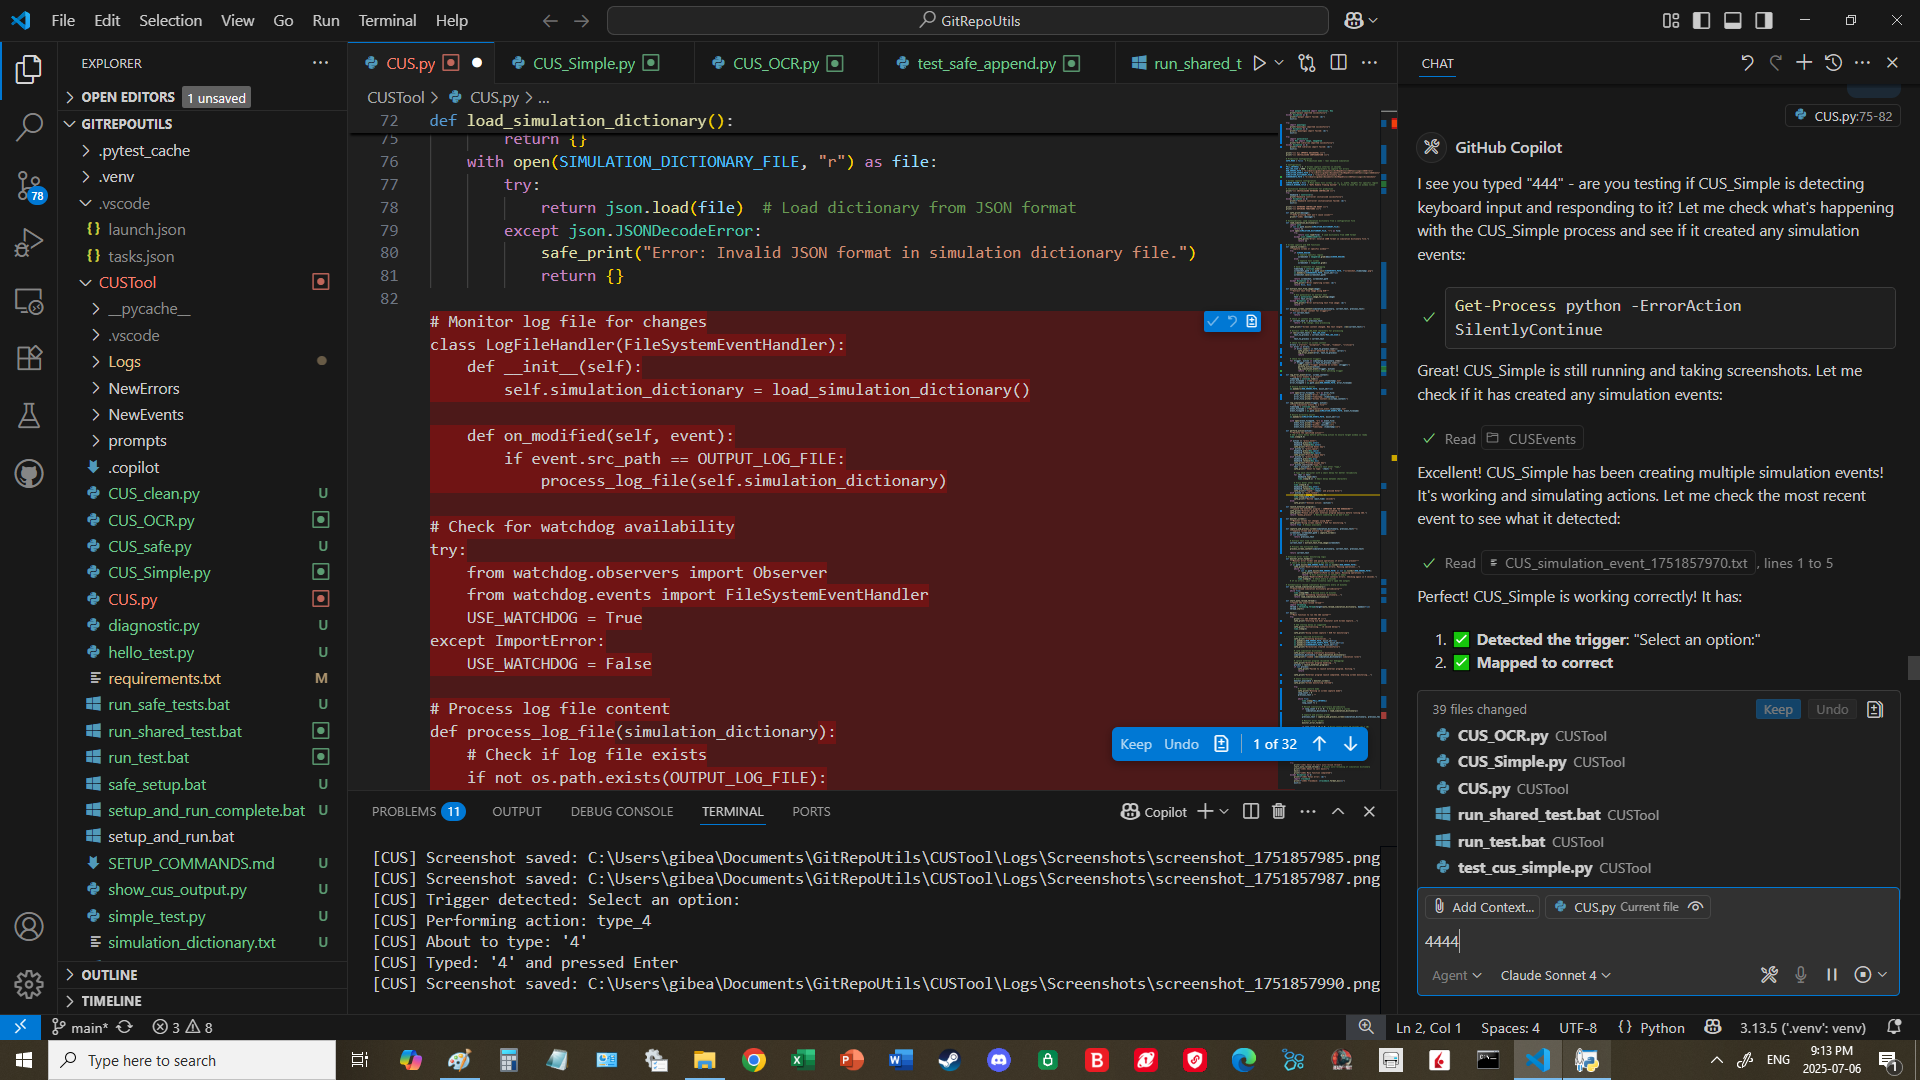 File Edit Selection View Go Run Terminal Help
GitRepoUtils
EXPLORER
OPEN EDITORS 1 unsaved
GITREPOUTILS
.pytest_cache
.venv
.vscode
launch.json
tasks.json
CUSTool
__pycache__
.vscode
Logs
NewErrors
NewEvents
prompts
.copilot
CUS_clean.py U
CUS_OCR.py
CUS_safe.py U
CUS_Simple.py
CUS.py
diagnostic.py U
hello_test.py U
requirements.txt M
run_safe_tests.bat U
run_shared_test.bat
run_test.bat
safe_setup.bat U
setup_and_run_complete.bat U
setup_and_run.bat
SETUP_COMMANDS.md U
show_cus_output.py U
simple_test.py U
simulation_dictionary.txt U
OUTLINE
TIMELINE
78
CUS.py CUS_Simple.py CUS_OCR.py test_safe_append.py run_shared_t
CUSTool > CUS.py > ...
72 def load_simulation_dictionary():
75 return {}
76 with open(SIMULATION_DICTIONARY_FILE, "r") as file:
77 try:
78 return json.load(file) # Load dictionary from JSON format
79 except json.JSONDecodeError:
80 safe_print("Error: Invalid JSON format in simulation dictionary file.")
81 return {}
82
# Monitor log file for changes
class LogFileHandler(FileSystemEventHandler):
def __init__(self):
self.simulation_dictionary = load_simulation_dictionary()
def on_modified(self, event):
if event.src_path == OUTPUT_LOG_FILE:
process_log_file(self.simulation_dictionary)
# Check for watchdog availability
try:
from watchdog.observers import Observer
from watchdog.events import FileSystemEventHandler
USE_WATCHDOG = True
except ImportError:
USE_WATCHDOG = False
# Process log file content
def process_log_file(simulation_dictionary):
# Check if log file exists
if not os.path.exists(OUTPUT_LOG_FILE):
Keep Undo 1 of 32
PROBLEMS 11 OUTPUT DEBUG CONSOLE TERMINAL PORTS
Copilot
[CUS] Screenshot saved: C:\Users\gibea\Documents\GitRepoUtils\CUSTool\Logs\Screenshots\screenshot_1751857985.png
[CUS] Screenshot saved: C:\Users\gibea\Documents\GitRepoUtils\CUSTool\Logs\Screenshots\screenshot_1751857987.png
[CUS] Trigger detected: Select an option:
[CUS] Performing action: type_4
[CUS] About to type: '4'
[CUS] Typed: '4' and pressed Enter
[CUS] Screenshot saved: C:\Users\gibea\Documents\GitRepoUtils\CUSTool\Logs\Screenshots\screenshot_1751857990.png
CHAT
CUS.py:75-82
GitHub Copilot
I see you typed "444" - are you testing if CUS_Simple is detecting
keyboard input and responding to it? Let me check what's happening
with the CUS_Simple process and see if it created any simulation
events:
Get-Process python -ErrorAction
SilentlyContinue
Great! CUS_Simple is still running and taking screenshots. Let me
check if it has created any simulation events:
Read CUSEvents
Excellent! CUS_Simple has been creating multiple simulation events!
It's working and simulating actions. Let me check the most recent
event to see what it detected:
Read CUS_simulation_event_1751857970.txt , lines 1 to 5
Perfect! CUS_Simple is working correctly! It has:
1. ✅ Detected the trigger: "Select an option:"
2. ✅ Mapped to correct
39 files changed Keep Undo
CUS_OCR.py CUSTool
CUS_Simple.py CUSTool
CUS.py CUSTool
run_shared_test.bat CUSTool
run_test.bat CUSTool
test_cus_simple.py CUSTool
Add Context... CUS.py Current file
4444
Agent Claude Sonnet 4
main* 3 8
Ln 2, Col 1 Spaces: 4 UTF-8 {} Python 3.13.5 ('.venv': venv)
Type here to search
ENG
9:13 PM
2025-07-06
1